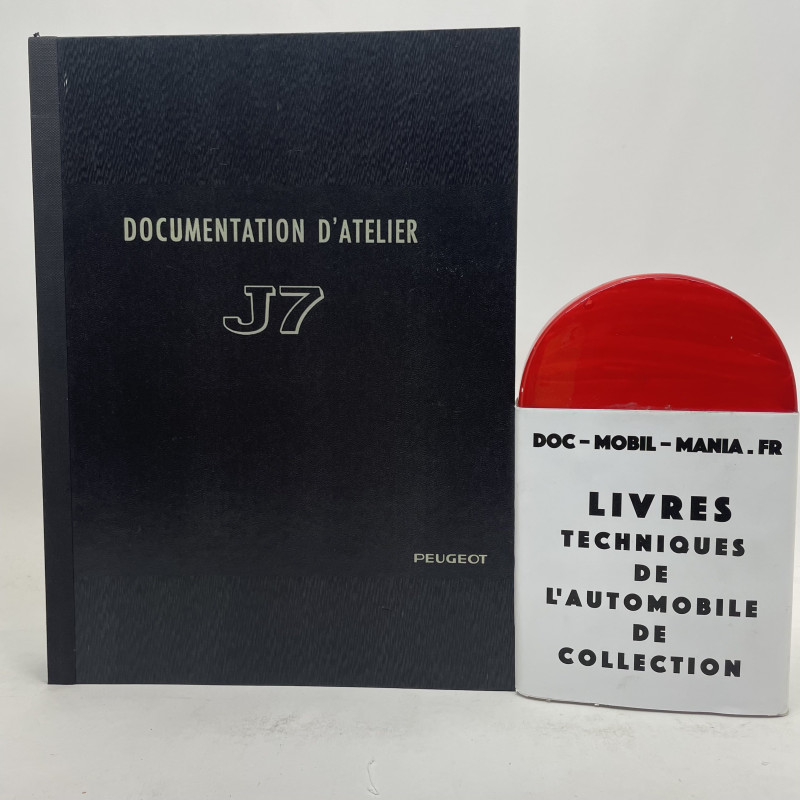 DOCUMENTATION D'ATELIER
J7
PEUGEOT
DOC - MOBIL - MANIA . FR
LIVRES
TECHNIQUES
DE
L'AUTOMOBILE
DE
COLLECTION